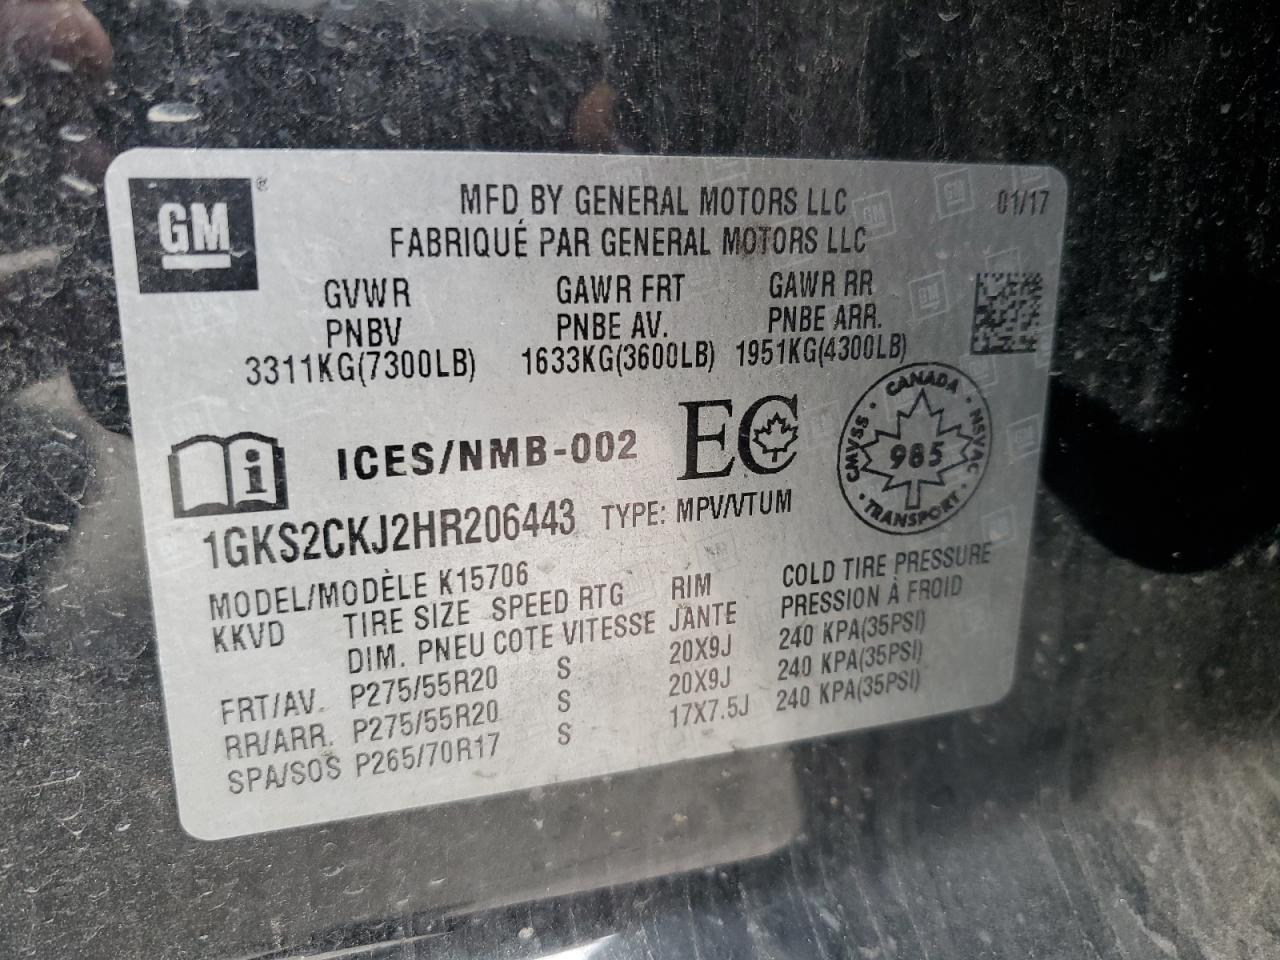 GM ®
MFD BY GENERAL MOTORS LLC 01/17
FABRIQUÉ PAR GENERAL MOTORS LLC
GVWR GAWR FRT GAWR RR
PNBV PNBE AV. PNBE ARR.
3311KG(7300LB) 1633KG(3600LB) 1951KG(4300LB)
i ICES/NMB-002 EC
CANADA
CMVSS 985 NSVAC
TRANSPORT
1GKS2CKJ2HR206443 TYPE: MPV/VTUM
MODEL/MODÈLE K15706
KKVD TIRE SIZE SPEED RTG RIM COLD TIRE PRESSURE
DIM. PNEU COTE VITESSE JANTE PRESSION À FROID
FRT/AV. P275/55R20 S 20X9J 240 KPA(35PSI)
RR/ARR. P275/55R20 S 20X9J 240 KPA(35PSI)
SPA/SOS P265/70R17 S 17X7.5J 240 KPA(35PSI)